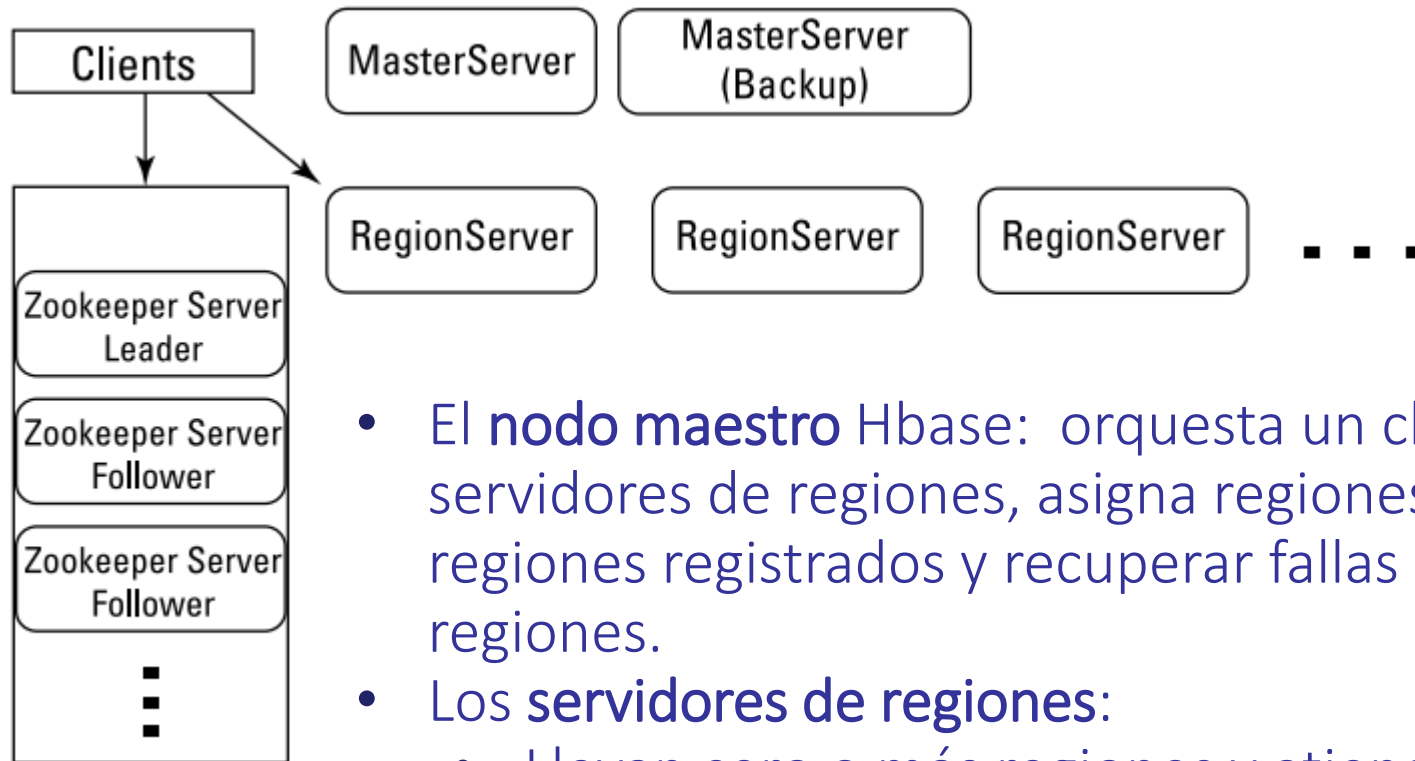 Clients
MasterServer
MasterServer
(Backup)
RegionServer
RegionServer
RegionServer
Zookeeper Server
Leader
Zookeeper Server
Follower
Zookeeper Server
Follower
• El nodo maestro Hbase: orquesta un
servidores de regiones, asigna regiones
regiones registrados y recuperar fallas
regiones.
• Los servidores de regiones: